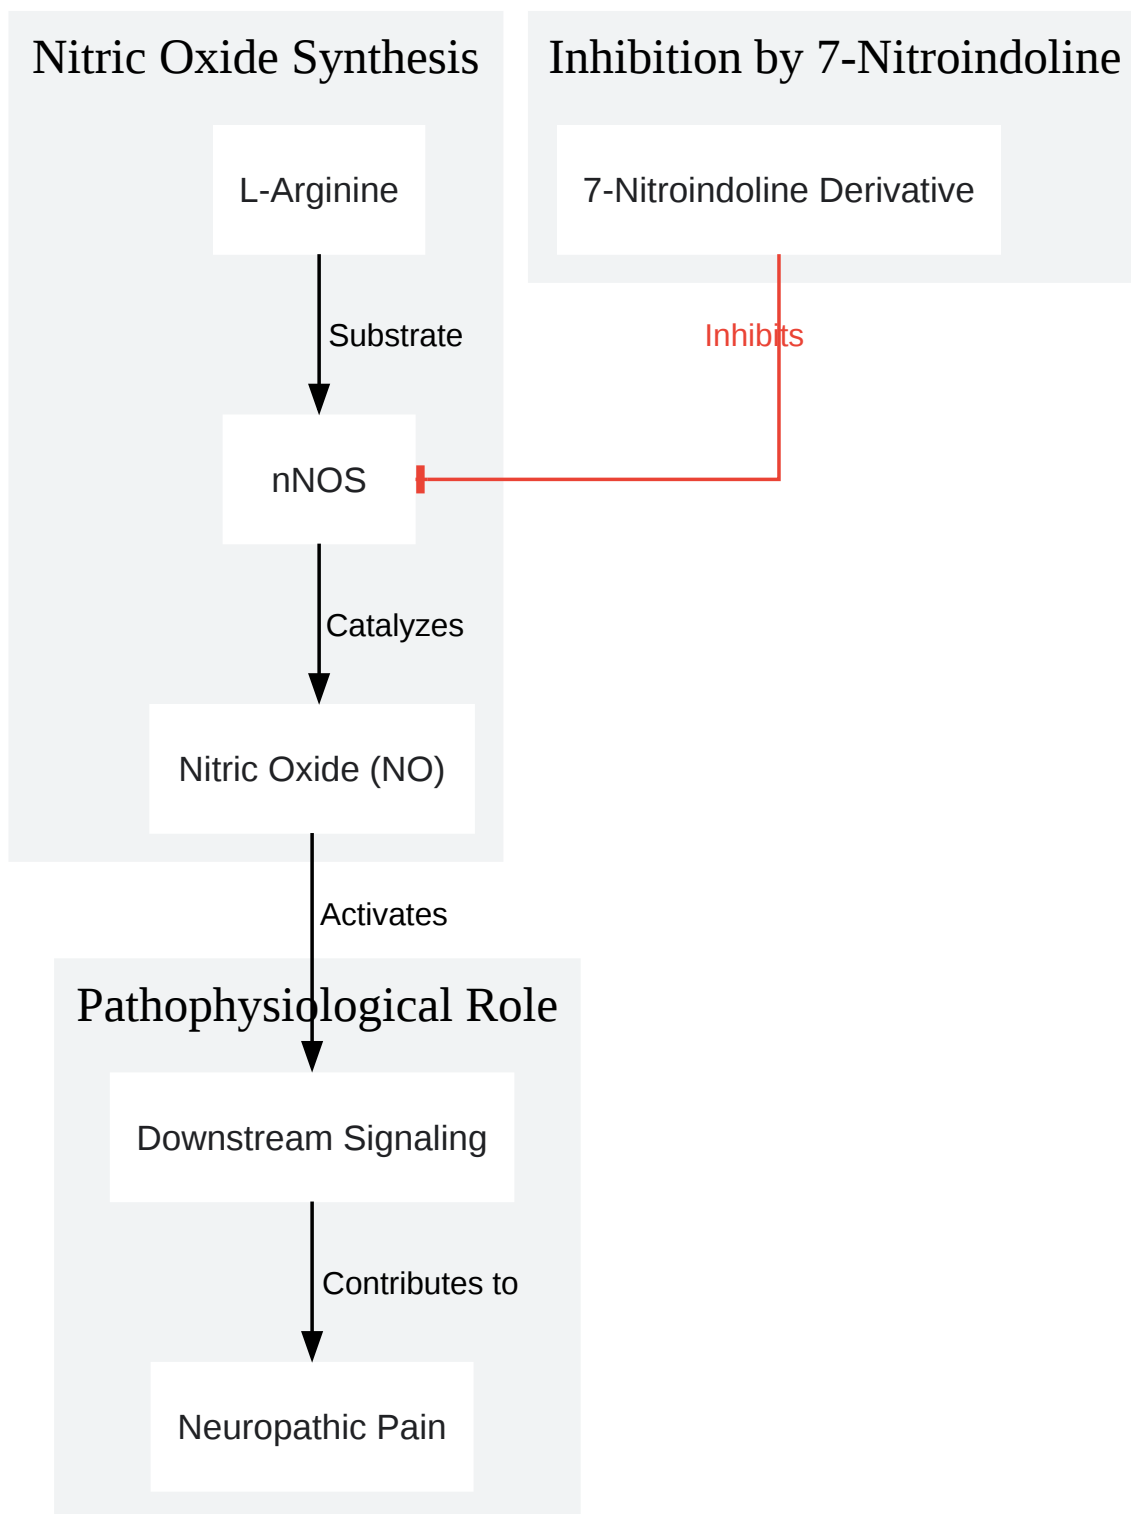 Nitric Oxide Synthesis
L-Arginine
Substrate
nNOS
Catalyzes
Nitric Oxide (NO)
Inhibition by 7-Nitroindoline
7-Nitroindoline Derivative
Inhibits
Activates
Pathophysiological Role
Downstream Signaling
Contributes to
Neuropathic Pain